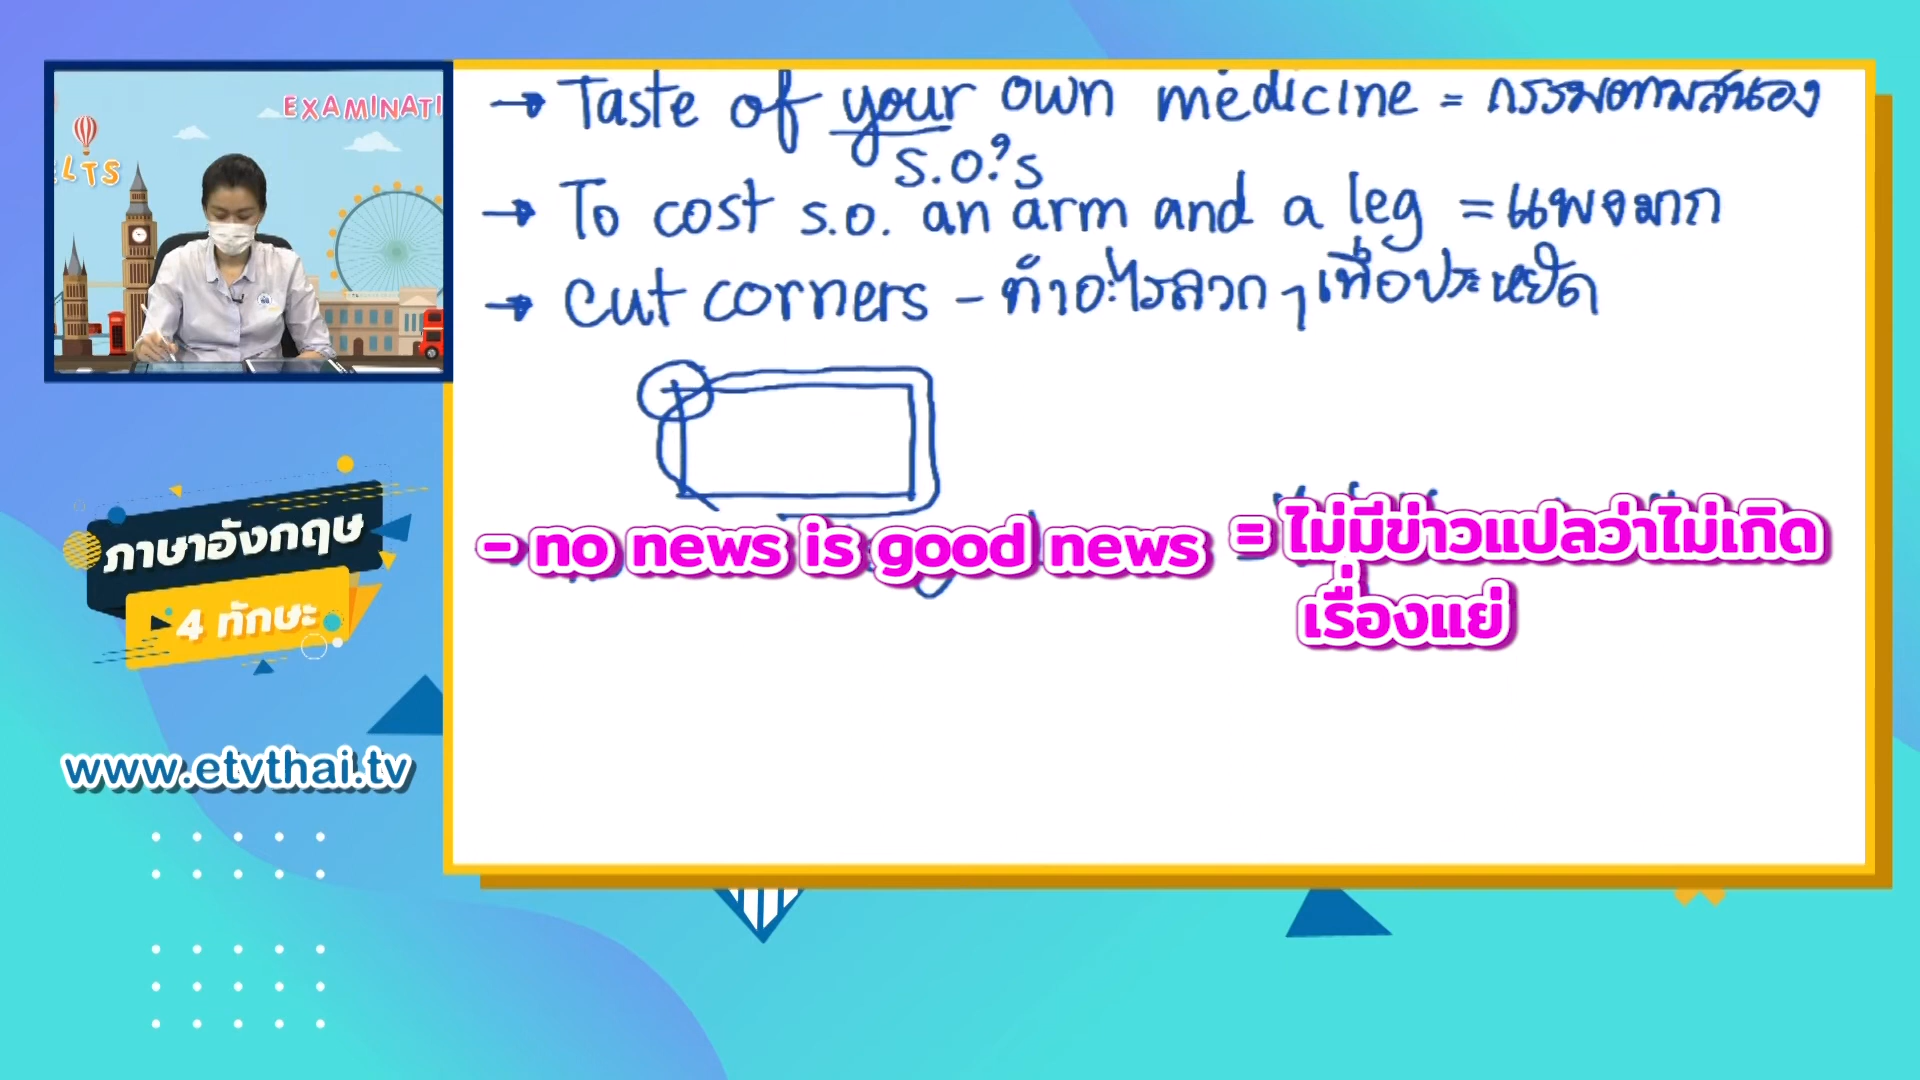 EXAMINATI
ELTS
→ Taste of your own medicine = กรรมตามสนอง
s.o.'s
→ To cost s.o. an arm and a leg = แพงมาก
→ cut corners - ทำอะไรลวก ๆ เพื่อประหยัด
- no news is good news = ไม่มีข่าวแปลว่าไม่เกิด
เรื่องแย่
ภาษาอังกฤษ
4 ทักษะ
www.etvthai.tv